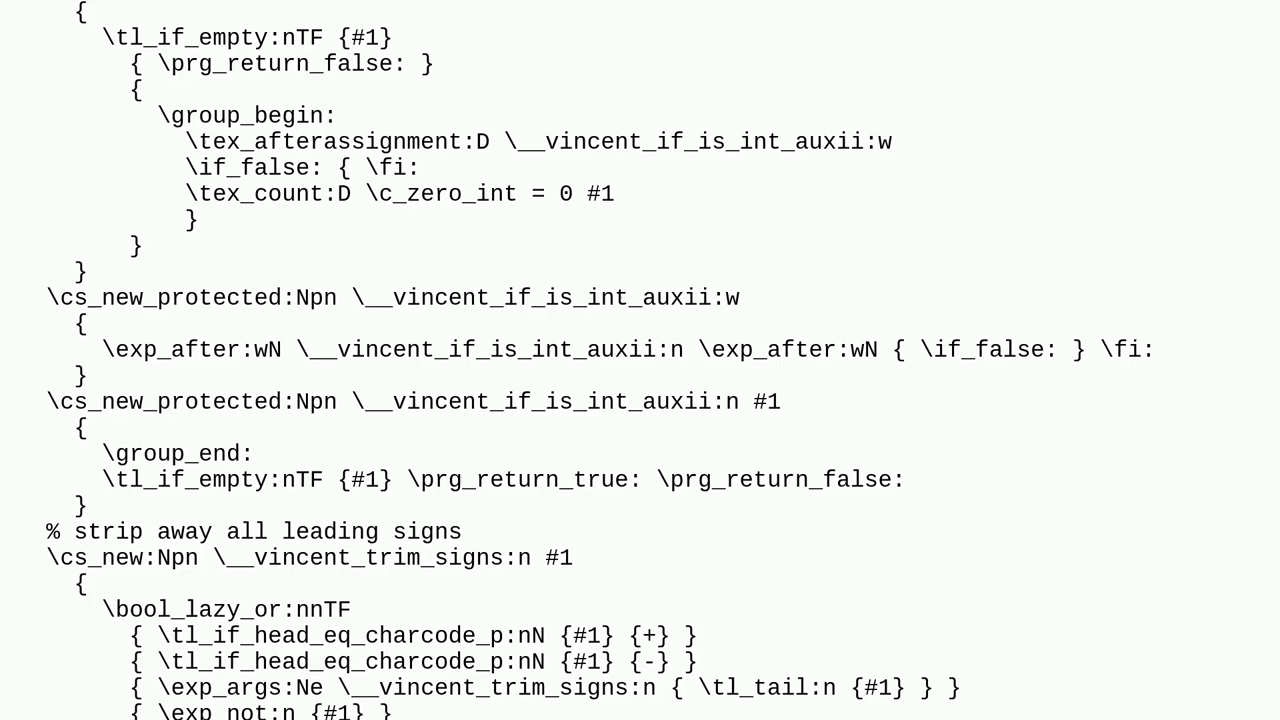 {
\tl_if_empty:nTF {#1}
{ \prg_return_false: }
{
\group_begin:
\tex_afterassignment:D \__vincent_if_is_int_auxii:w
\if_false: { \fi:
\tex_count:D \c_zero_int = 0 #1
}
}
}
\cs_new_protected:Npn \__vincent_if_is_int_auxii:w
{
\exp_after:wN \__vincent_if_is_int_auxii:n \exp_after:wN { \if_false: } \fi:
}
\cs_new_protected:Npn \__vincent_if_is_int_auxii:n #1
{
\group_end:
\tl_if_empty:nTF {#1} \prg_return_true: \prg_return_false:
}
% strip away all leading signs
\cs_new:Npn \__vincent_trim_signs:n #1
{
\bool_lazy_or:nnTF
{ \tl_if_head_eq_charcode_p:nN {#1} {+} }
{ \tl_if_head_eq_charcode_p:nN {#1} {-} }
{ \exp_args:Ne \__vincent_trim_signs:n { \tl_tail:n {#1} } }
{ \exp_not:n {#1} }